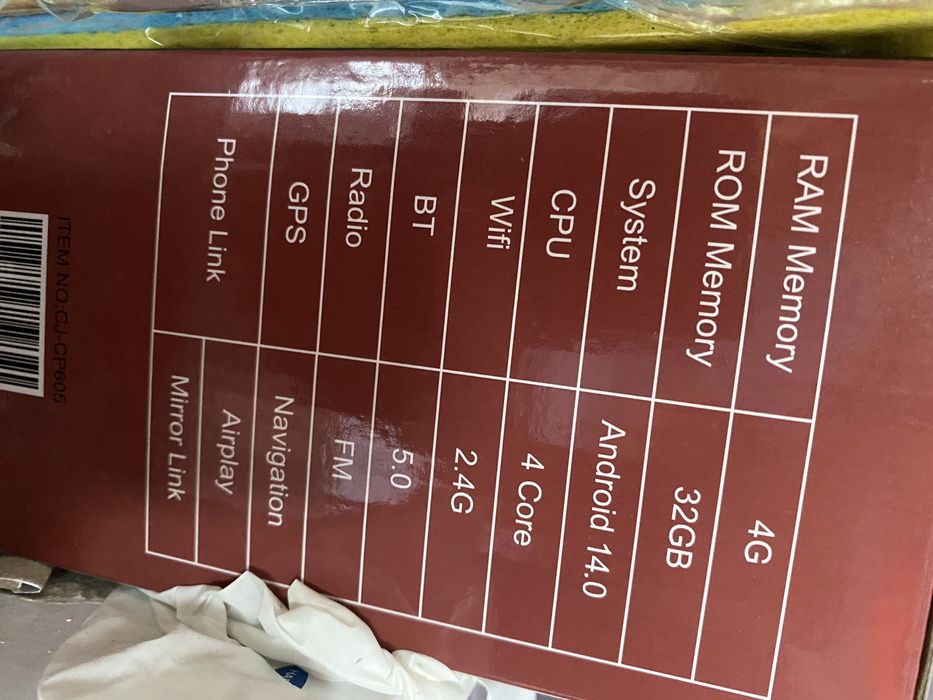 RAM Memory 4G
ROM Memory 32GB
System Android 14.0
CPU 4 Core
Wifi 2.4G
BT 5.0
Radio FM
GPS Navigation
Phone Link Airplay
Mirror Link
ITEM NO:CJ-CP605